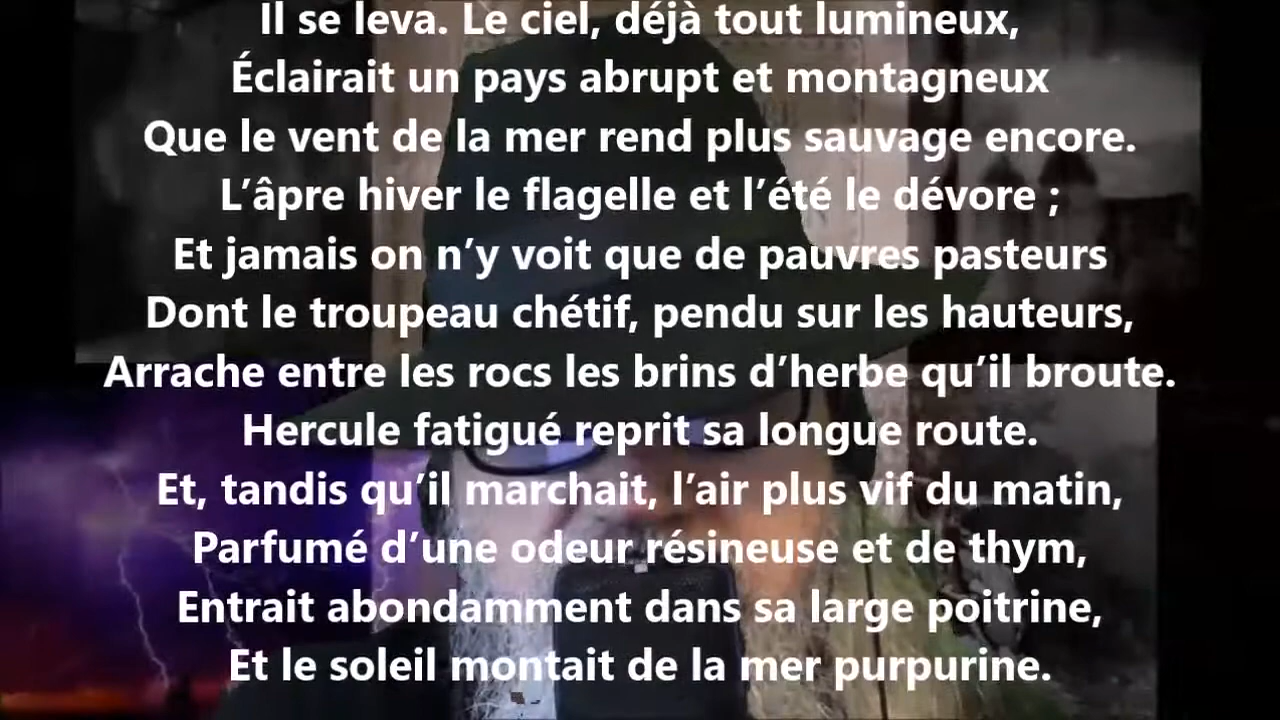 Il se leva. Le ciel, déjà tout lumineux,
Éclairait un pays abrupt et montagneux
Que le vent de la mer rend plus sauvage encore.
L’âpre hiver le flagelle et l’été le dévore ;
Et jamais on n’y voit que de pauvres pasteurs
Dont le troupeau chétif, pendu sur les hauteurs,
Arrache entre les rocs les brins d’herbe qu’il broute.
Hercule fatigué reprit sa longue route.
Et, tandis qu’il marchait, l’air plus vif du matin,
Parfumé d’une odeur résineuse et de thym,
Entrait abondamment dans sa large poitrine,
Et le soleil montait de la mer purpurine.